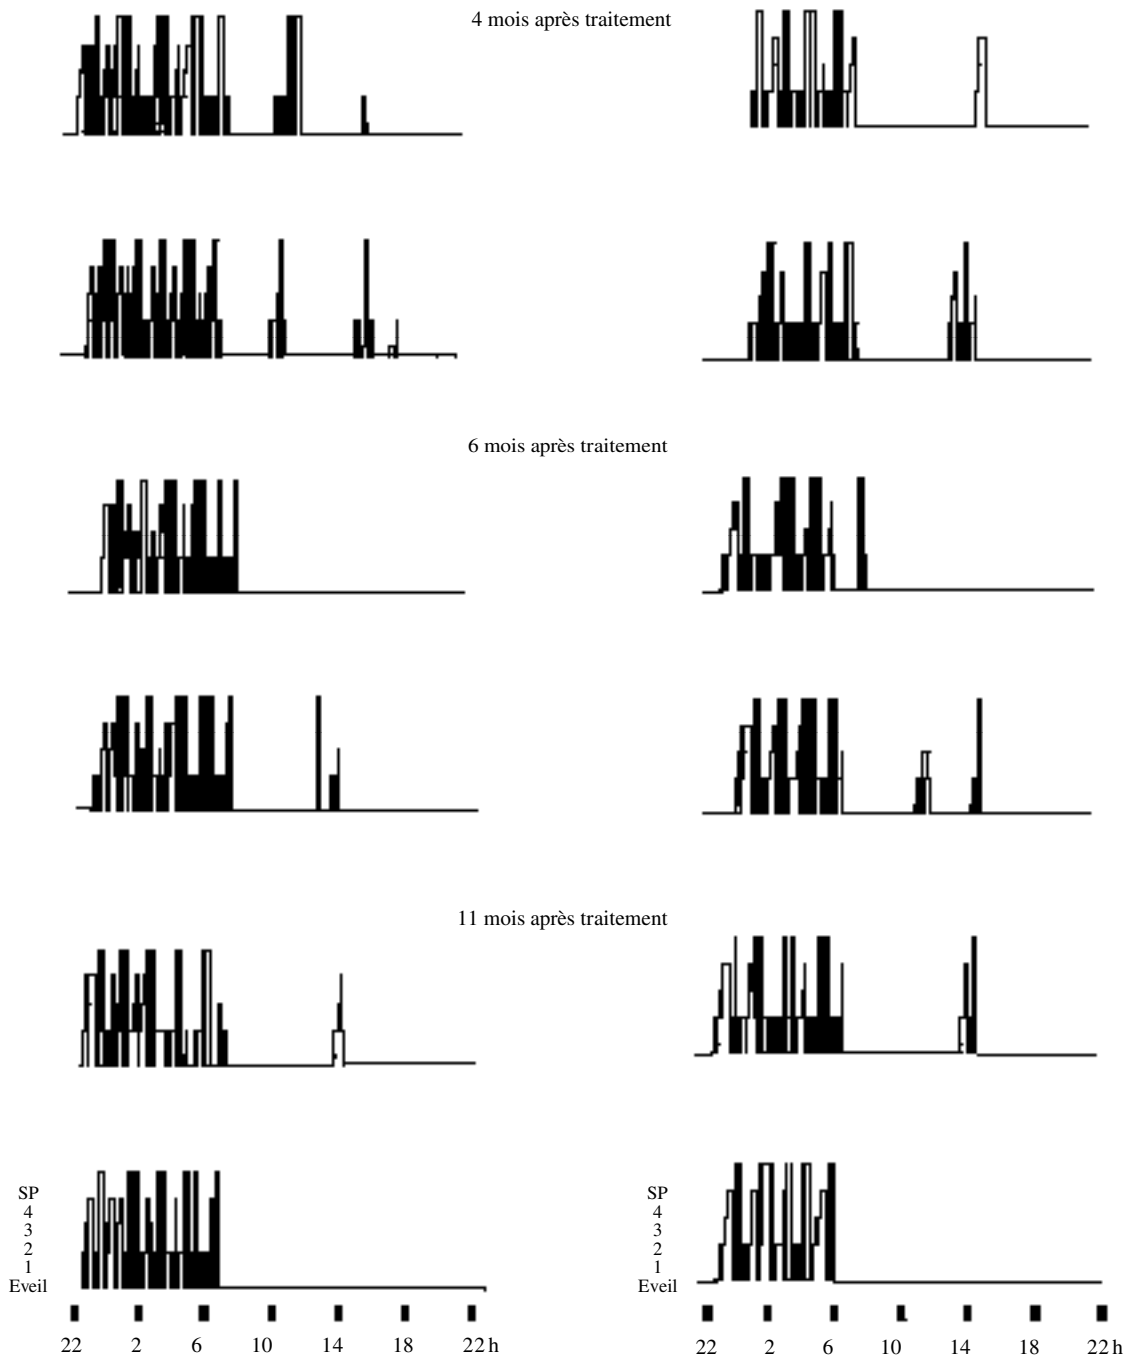 4 mois après traitement
6 mois après traitement
11 mois après traitement
SP
4
3
2
1
Eveil
22 2 6 10 14 18 22 h
SP
4
3
2
1
Eveil
22 2 6 10 14 18 22 h